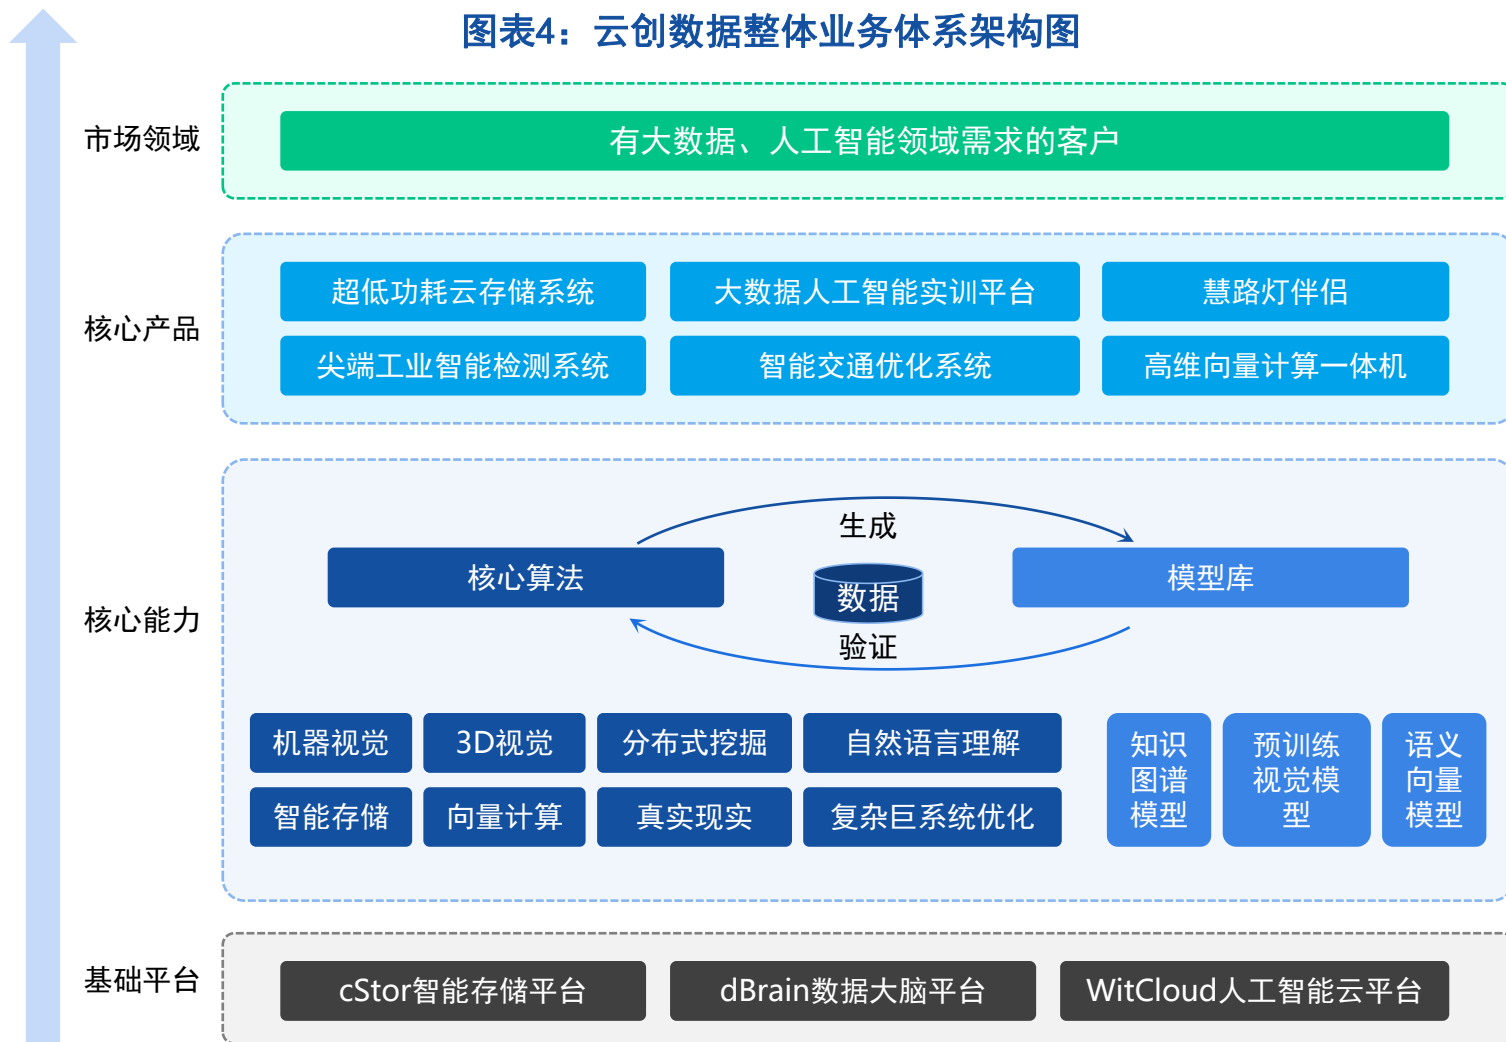 图表4：云创数据整体业务体系架构图
市场领域
有大数据、人工智能领域需求的客户
核心产品
超低功耗云存储系统
大数据人工智能实训平台
慧路灯伴侣
尖端工业智能检测系统
智能交通优化系统
高维向量计算一体机
核心能力
生成
核心算法
数据
模型库
验证
机器视觉
3D视觉
分布式挖掘
自然语言理解
智能存储
向量计算
真实现实
复杂巨系统优化
知识
图谱
模型
预训练
视觉模
型
语义
向量
模型
基础平台
cStor智能存储平台
dBrain数据大脑平台
WitCloud人工智能云平台